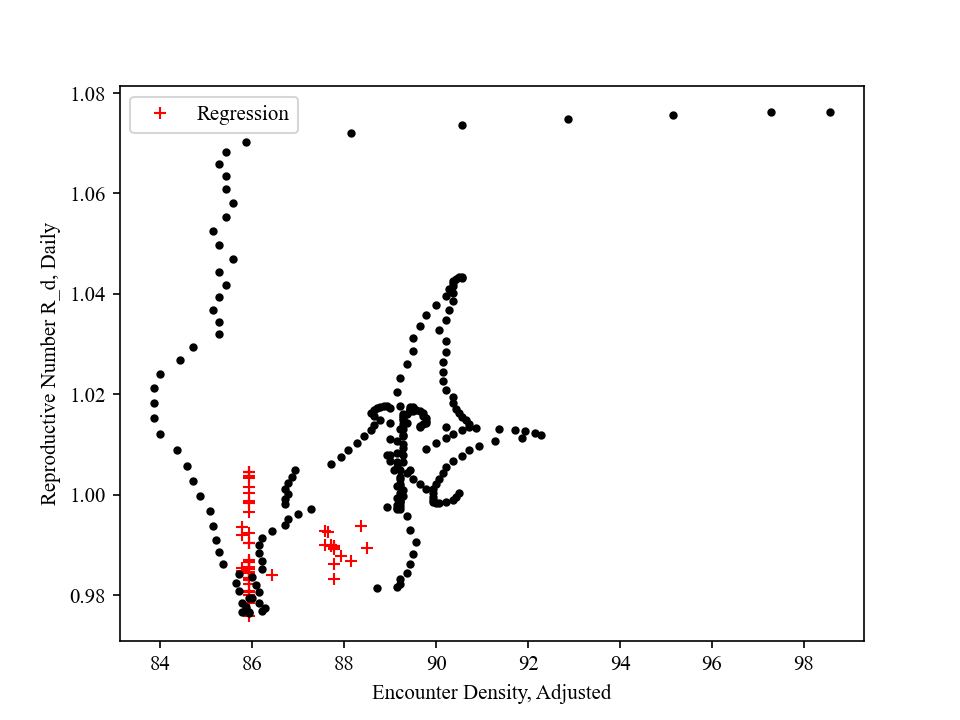 1.08
1.06
1.04
1.02
1.00
0.98
Reproductive Number R_d, Daily
Regression
84 86 88 90 92 94 96 98
Encounter Density, Adjusted